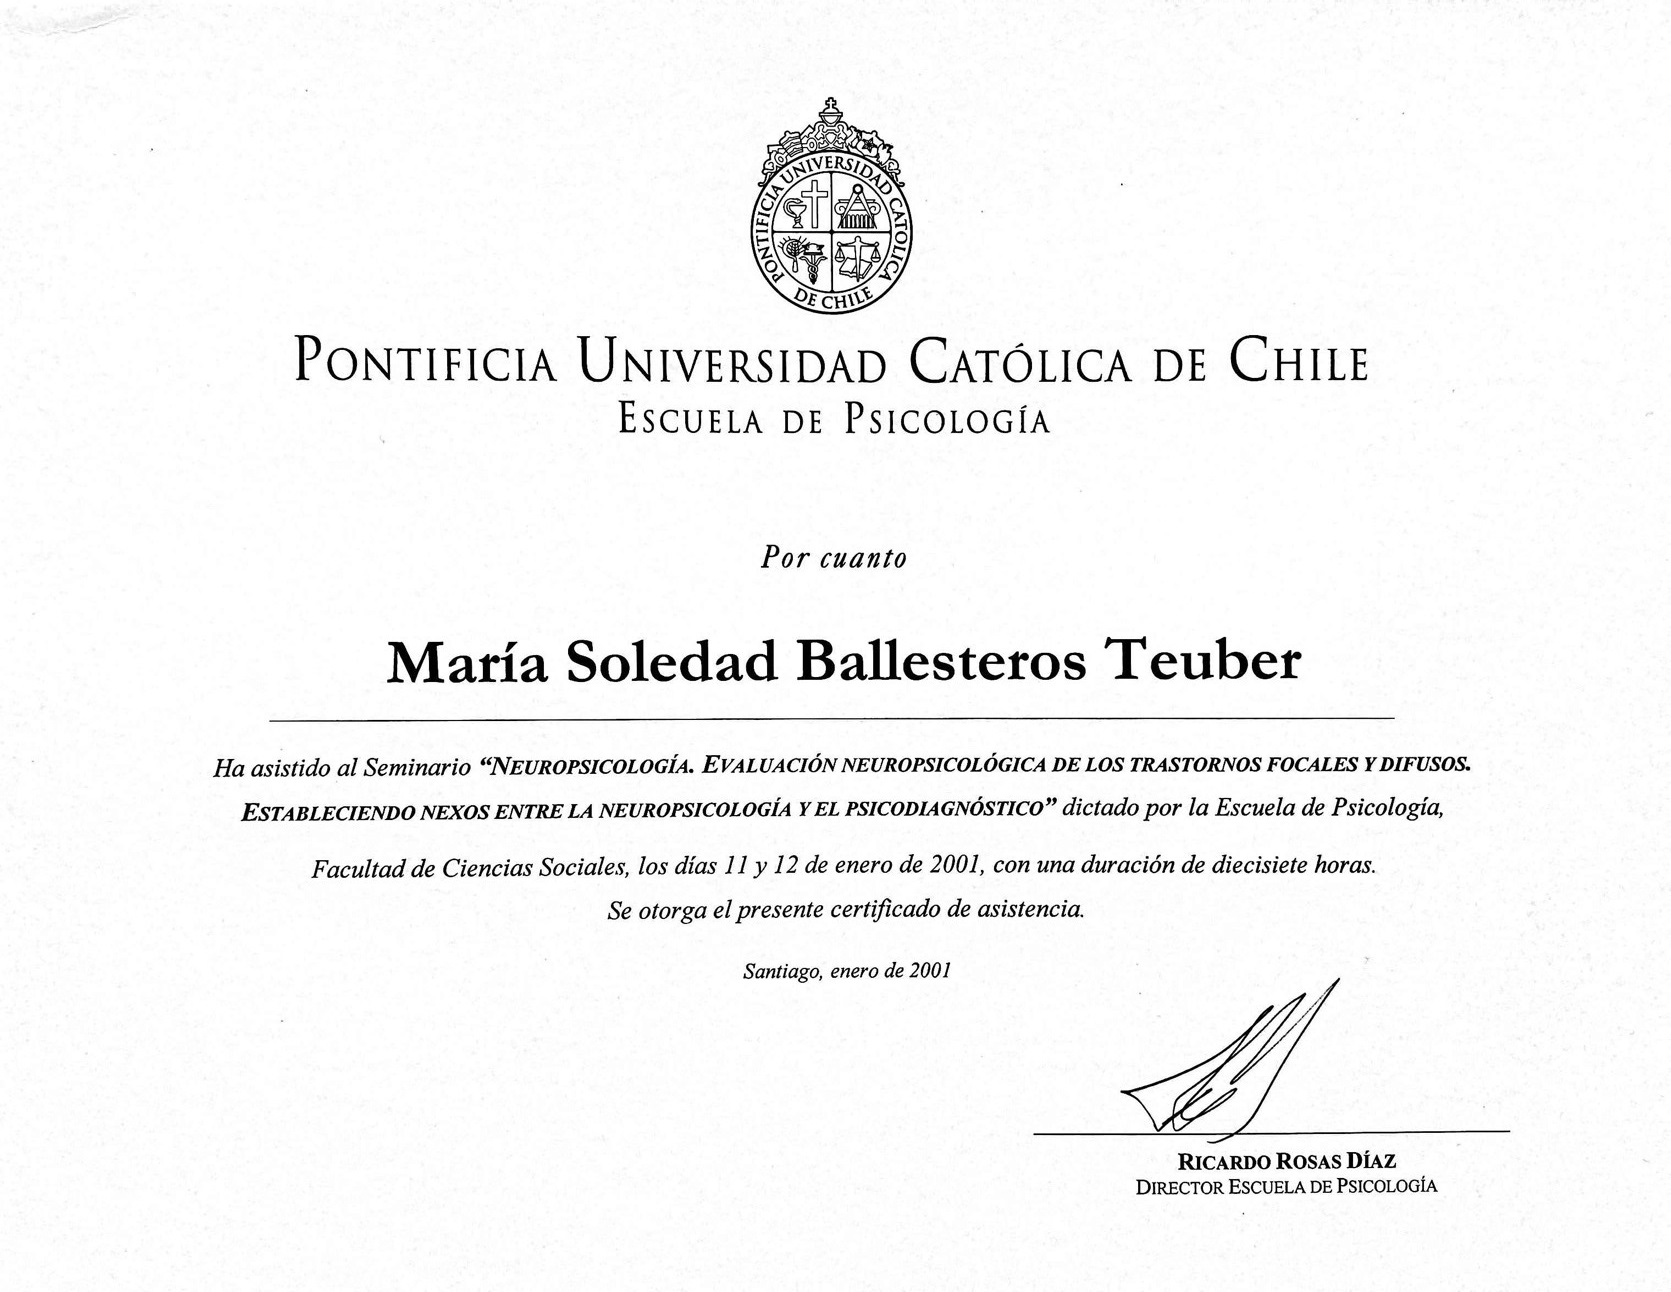 PONTIFICIA UNIVERSIDAD CATOLICA DE CHILE
PONTIFICIA UNIVERSIDAD CATÓLICA DE CHILE
ESCUELA DE PSICOLOGÍA
Por cuanto
María Soledad Ballesteros Teuber
Ha asistido al Seminario “NEUROPSICOLOGÍA. EVALUACIÓN NEUROPSICOLÓGICA DE LOS TRASTORNOS FOCALES Y DIFUSOS.
ESTABLECIENDO NEXOS ENTRE LA NEUROPSICOLOGÍA Y EL PSICODIAGNÓSTICO” dictado por la Escuela de Psicología,
Facultad de Ciencias Sociales, los días 11 y 12 de enero de 2001, con una duración de diecisiete horas.
Se otorga el presente certificado de asistencia.
Santiago, enero de 2001
RICARDO ROSAS DÍAZ
DIRECTOR ESCUELA DE PSICOLOGÍA